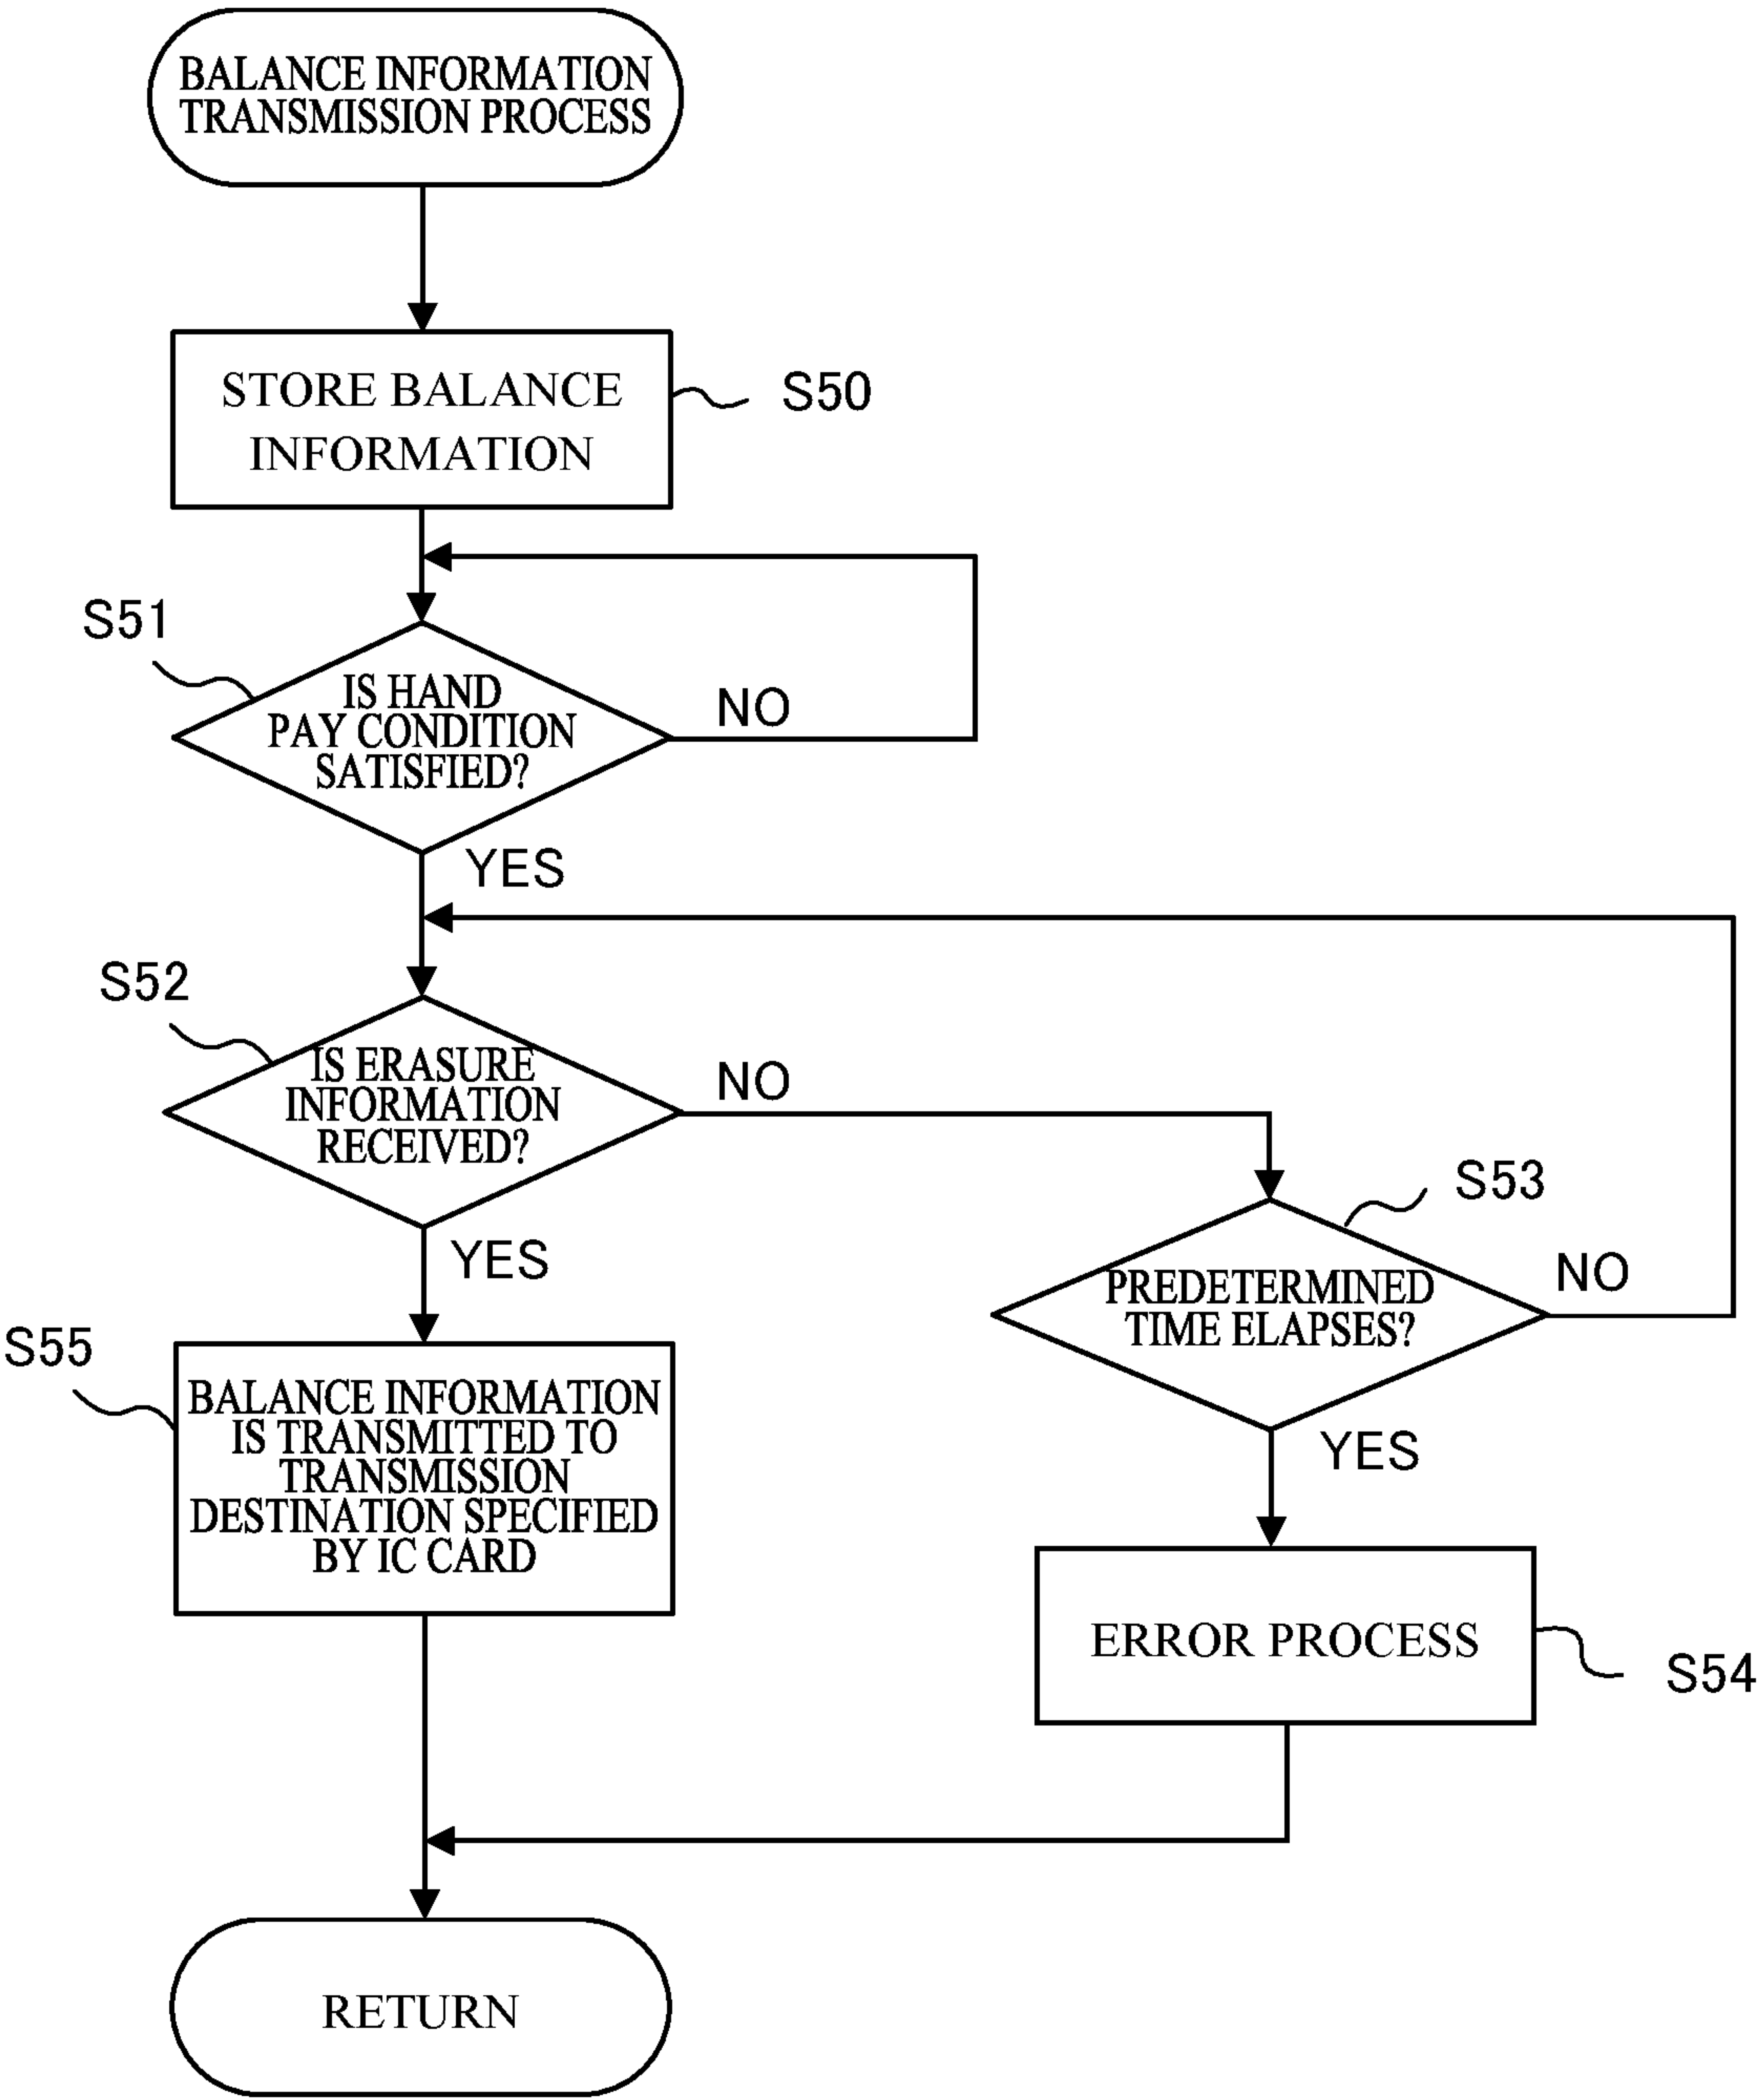 BALANCE INFORMATION
TRANSMISSION PROCESS
STORE BALANCE
INFORMATION
S50
S51
IS HAND
PAY CONDITION
SATISFIED?
NO
YES
S52
IS ERASURE
INFORMATION
RECEIVED?
NO
YES
S53
PREDETERMINED
TIME ELAPSES?
NO
YES
S55
BALANCE INFORMATION
IS TRANSMITTED TO
TRANSMISSION
DESTINATION SPECIFIED
BY IC CARD
ERROR PROCESS
S54
RETURN